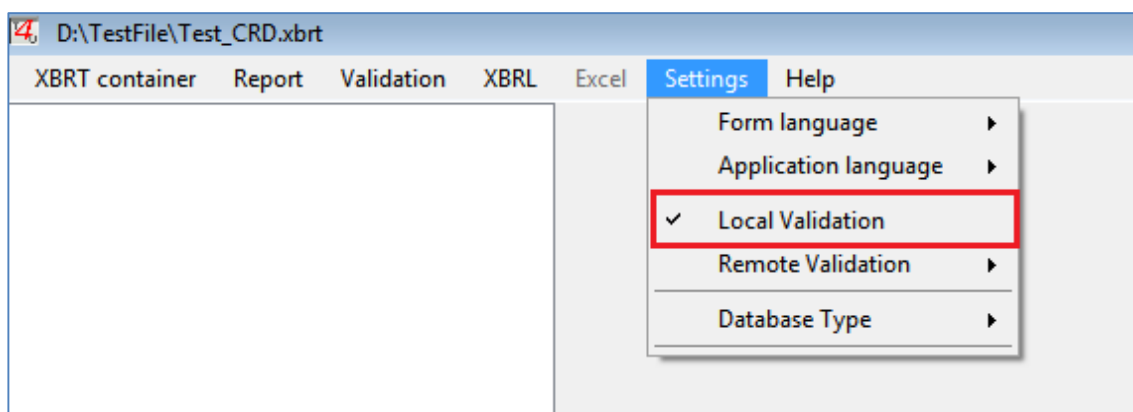 D:\TestFile\Test_CRD.xbrt
XBRT container Report Validation XBRL Excel Settings Help
Form language
Application language
Local Validation
Remote Validation
Database Type